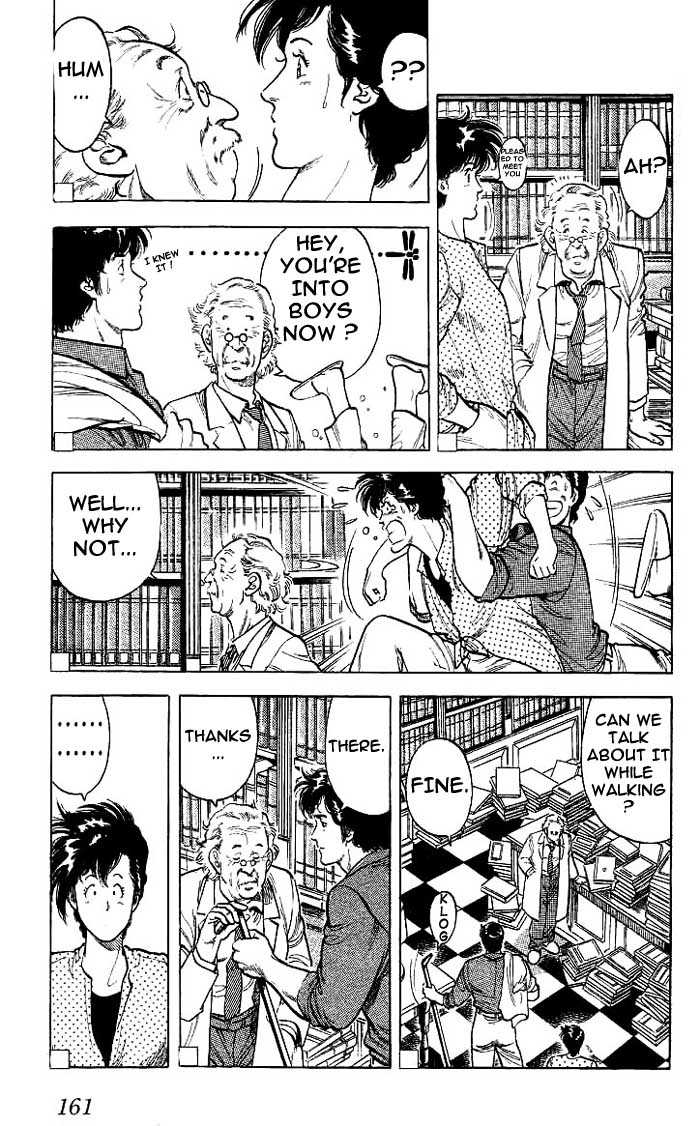 AH?
PLEAS
ED TO
MEET
YOU
??
HUM
...
HEY,
YOU'RE
INTO
BOYS
NOW ?
I KNEW
IT !
WELL...
WHY
NOT...
CAN WE
TALK
ABOUT IT
WHILE
WALKING
?
FINE.
KLOG
THERE.
THANKS
...
......
......
161